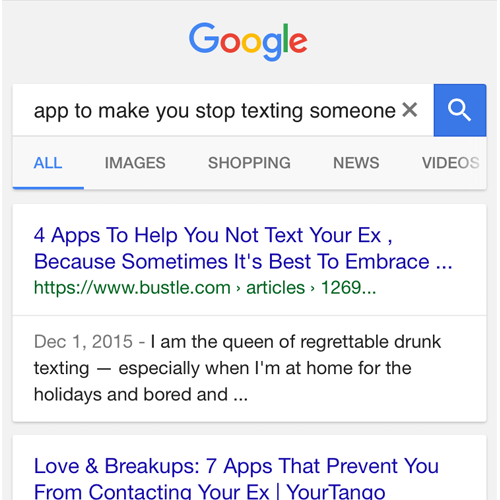 Google
app to make you stop texting someone
ALL IMAGES SHOPPING NEWS VIDEOS
4 Apps To Help You Not Text Your Ex ,
Because Sometimes It's Best To Embrace ...
https://www.bustle.com › articles › 1269...
Dec 1, 2015 - I am the queen of regrettable drunk
texting — especially when I'm at home for the
holidays and bored and ...
Love & Breakups: 7 Apps That Prevent You
From Contacting Your Ex | YourTango